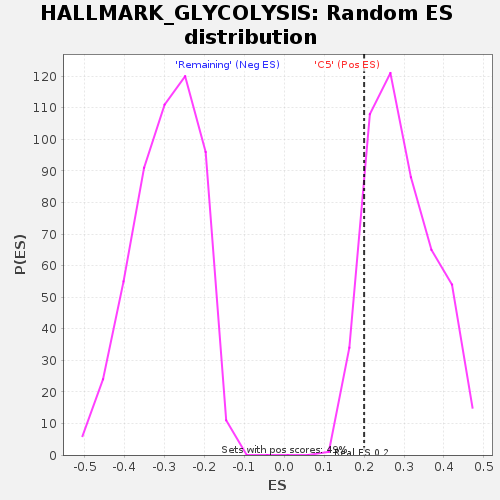 HALLMARK_GLYCOLYSIS: Random ES
distribution
'Remaining' (Neg ES) 'C5' (Pos ES)
120
110
100
90
80
70
60
50
40
30
20
10
0
P(ES)
Sets with pos scores: 49%
Real ES 0.2
-0.5 -0.4 -0.3 -0.2 -0.1 0.0 0.1 0.2 0.3 0.4 0.5
ES